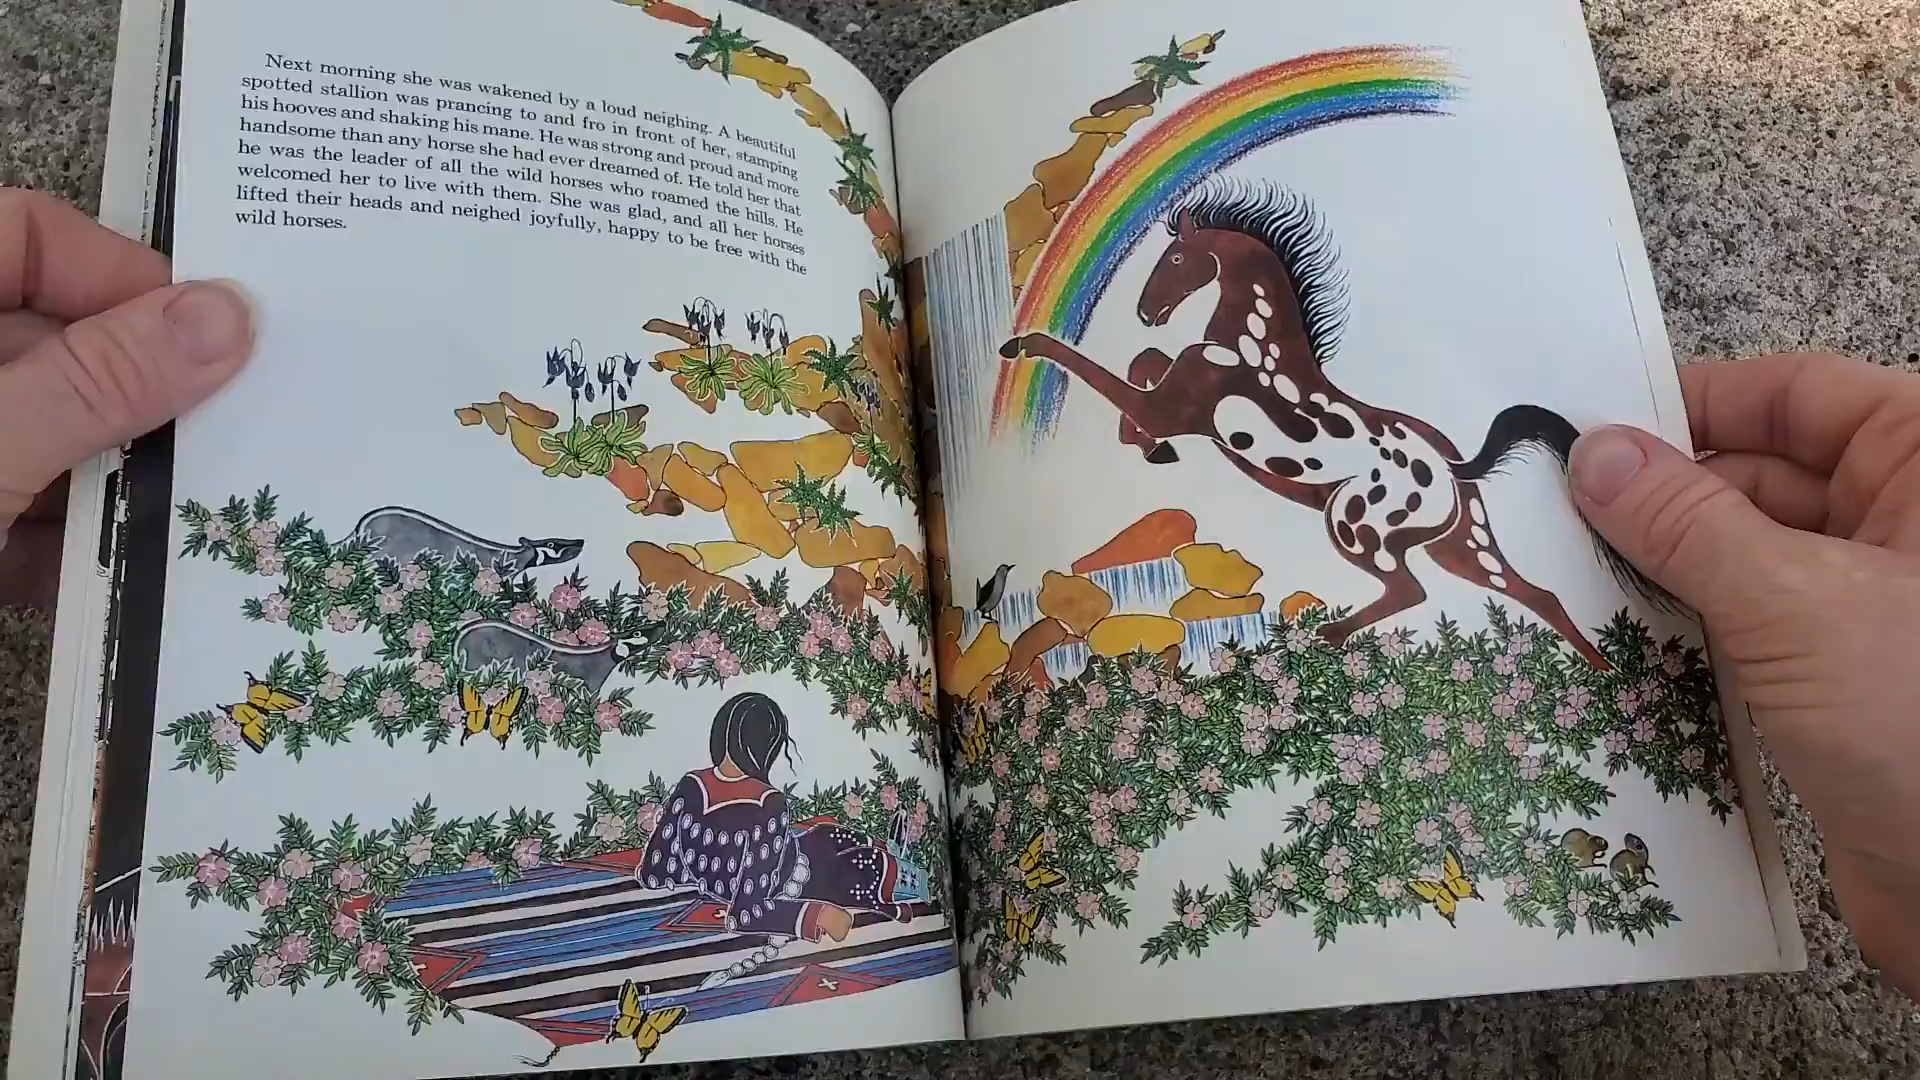 Next morning she was wakened by a loud neighing. A beautiful
spotted stallion was prancing to and fro in front of her, stamping
his hooves and shaking his mane. He was strong and proud and more
handsome than any horse she had ever dreamed of. He told her that
he was the leader of all the wild horses who roamed the hills. He
welcomed her to live with them. She was glad, and all her horses
lifted their heads and neighed joyfully, happy to be free with the
wild horses.